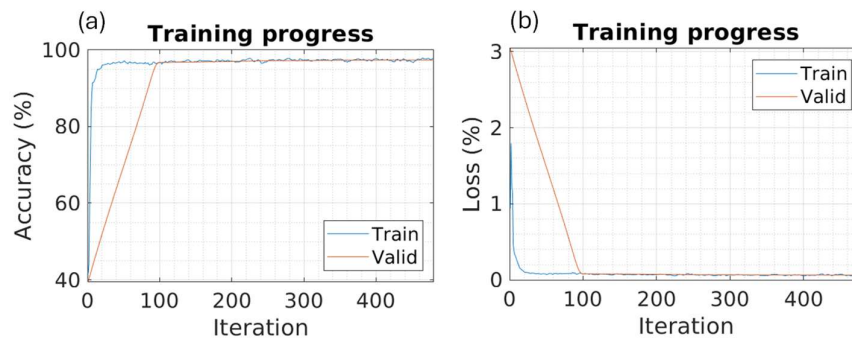 (a)
Training progress
100
80
60
40
Accuracy (%)
0 100 200 300 400
Iteration
Train
Valid
(b)
Training progress
3
2
1
0
Loss (%)
0 100 200 300 400
Iteration
Train
Valid